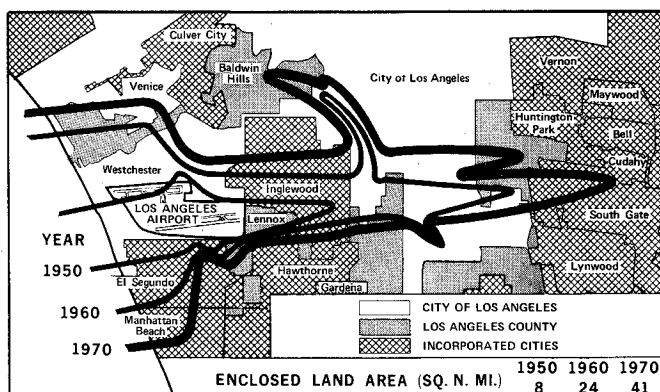 Culver City
Baldwin
Hills
City of Los Angeles
Vernon
Venice
Maywood
Huntington
Park
Bell
Cudahy
Westchester
Inglewood
LOS ANGELES
AIRPORT
Lennox
South Gate
YEAR
1950
El Segundo
Hawthorne
Lynwood
Gardena
1960
Manhattan
Beach
1970
CITY OF LOS ANGELES
LOS ANGELES COUNTY
INCORPORATED CITIES
1950 1960 1970
ENCLOSED LAND AREA (SQ. N. MI.) 8 24 41